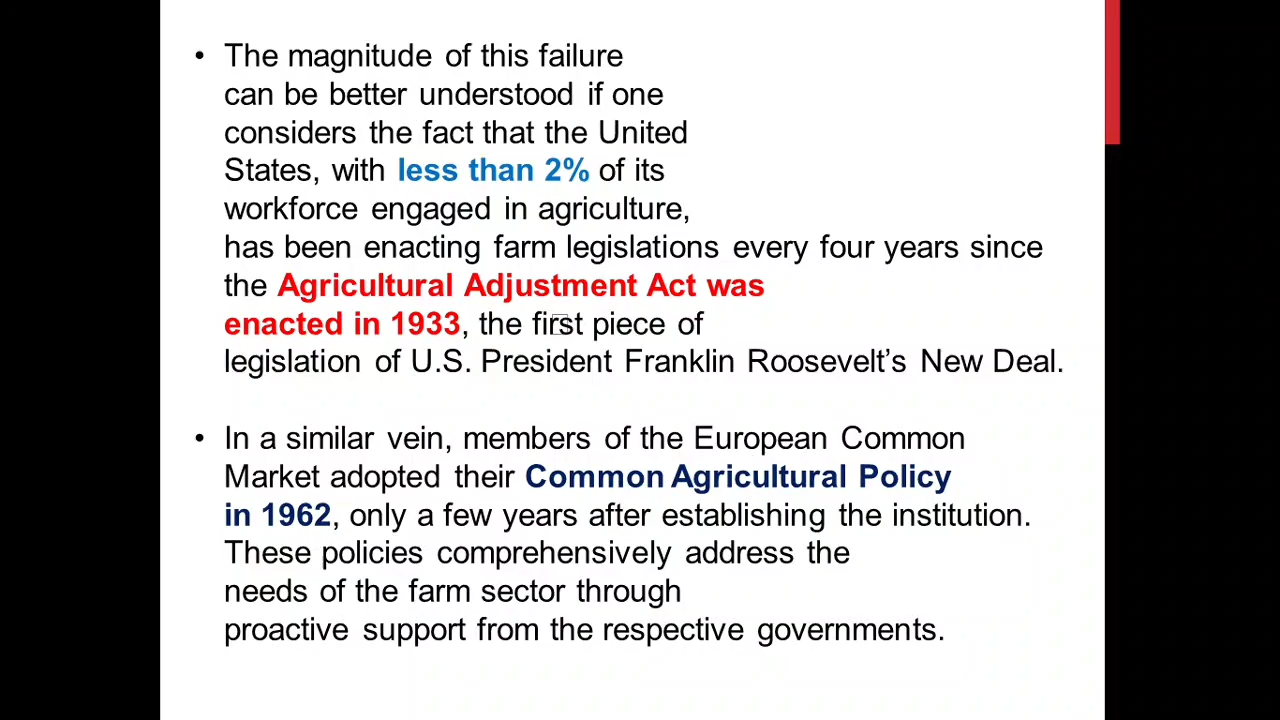 • The magnitude of this failure
can be better understood if one
considers the fact that the United
States, with less than 2% of its
workforce engaged in agriculture,
has been enacting farm legislations every four years since
the Agricultural Adjustment Act was
enacted in 1933, the first piece of
legislation of U.S. President Franklin Roosevelt’s New Deal.
• In a similar vein, members of the European Common
Market adopted their Common Agricultural Policy
in 1962, only a few years after establishing the institution.
These policies comprehensively address the
needs of the farm sector through
proactive support from the respective governments.